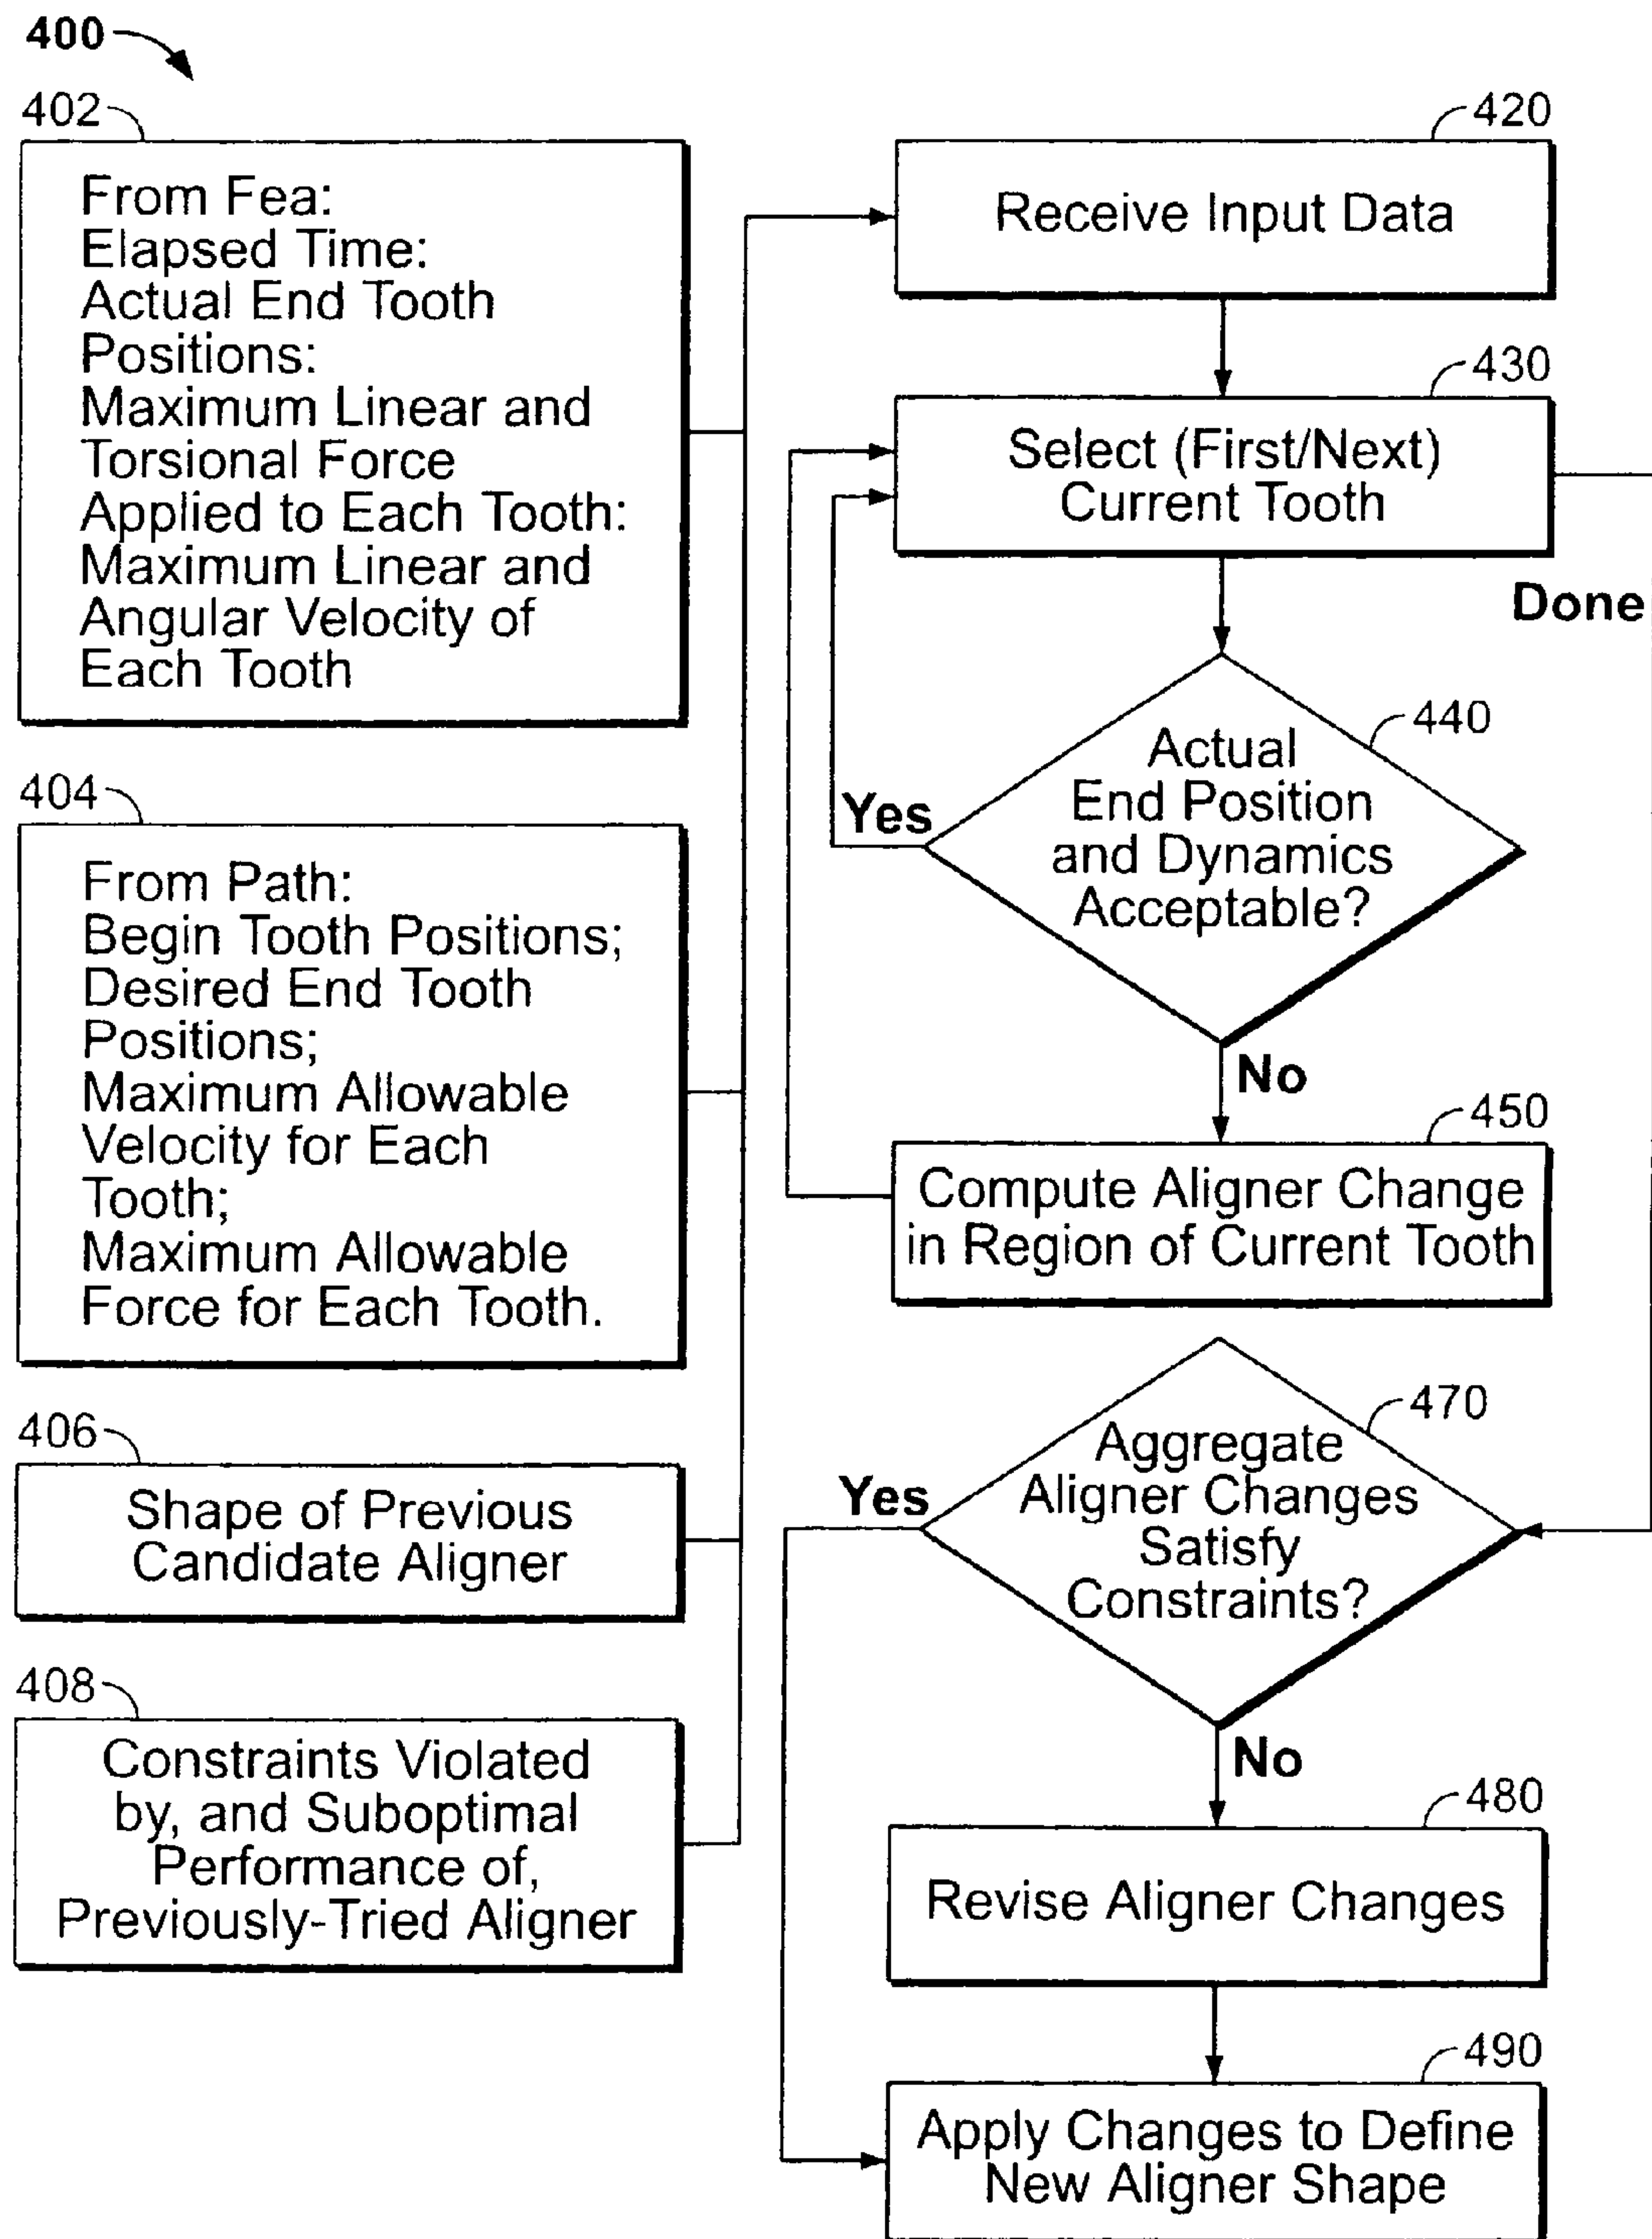 400
402
From Fea:
Elapsed Time:
Actual End Tooth
Positions:
Maximum Linear and
Torsional Force
Applied to Each Tooth:
Maximum Linear and
Angular Velocity of
Each Tooth
404
From Path:
Begin Tooth Positions;
Desired End Tooth
Positions;
Maximum Allowable
Velocity for Each
Tooth;
Maximum Allowable
Force for Each Tooth.
406
Shape of Previous
Candidate Aligner
408
Constraints Violated
by, and Suboptimal
Performance of,
Previously-Tried Aligner
420
Receive Input Data
430
Select (First/Next)
Current Tooth
Done
440
Actual
End Position
and Dynamics
Acceptable?
Yes
No
450
Compute Aligner Change
in Region of Current Tooth
470
Aggregate
Aligner Changes
Satisfy
Constraints?
Yes
No
480
Revise Aligner Changes
490
Apply Changes to Define
New Aligner Shape